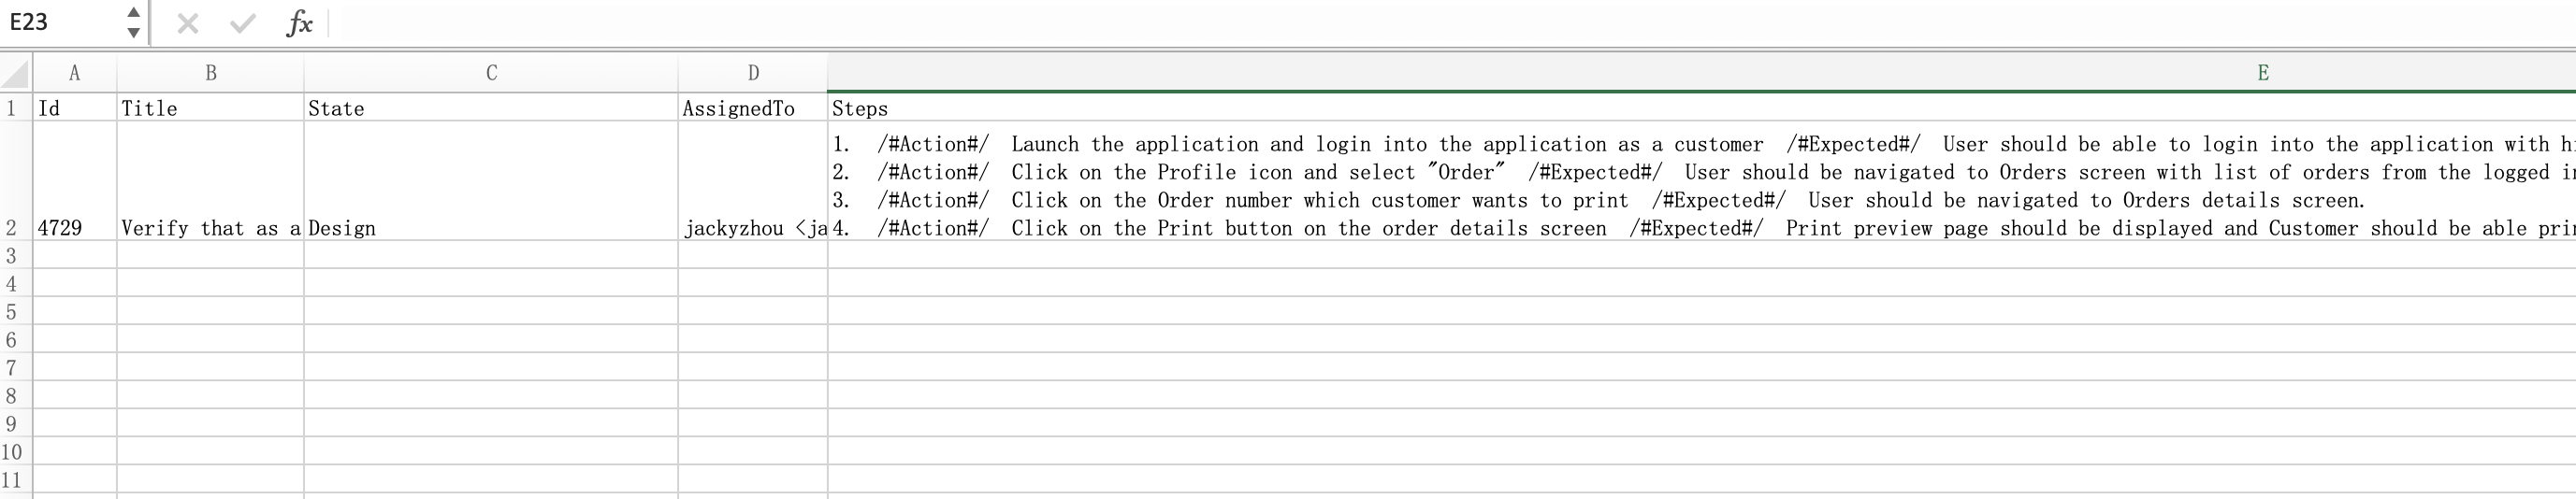 E23 fx
A B C D E
1 Id Title State AssignedTo Steps
1. /#Action#/ Launch the application and login into the application as a customer /#Expected#/ User should be able to login into the application with
2. /#Action#/ Click on the Profile icon and select "Order" /#Expected#/ User should be navigated to Orders screen with list of orders from the logged
3. /#Action#/ Click on the Order number which customer wants to print /#Expected#/ User should be navigated to Orders details screen.
2 4729 Verify that as a Design jackyzhou <ja 4. /#Action#/ Click on the Print button on the order details screen /#Expected#/ Print preview page should be displayed and Customer should be able
3
4
5
6
7
8
9
10
11